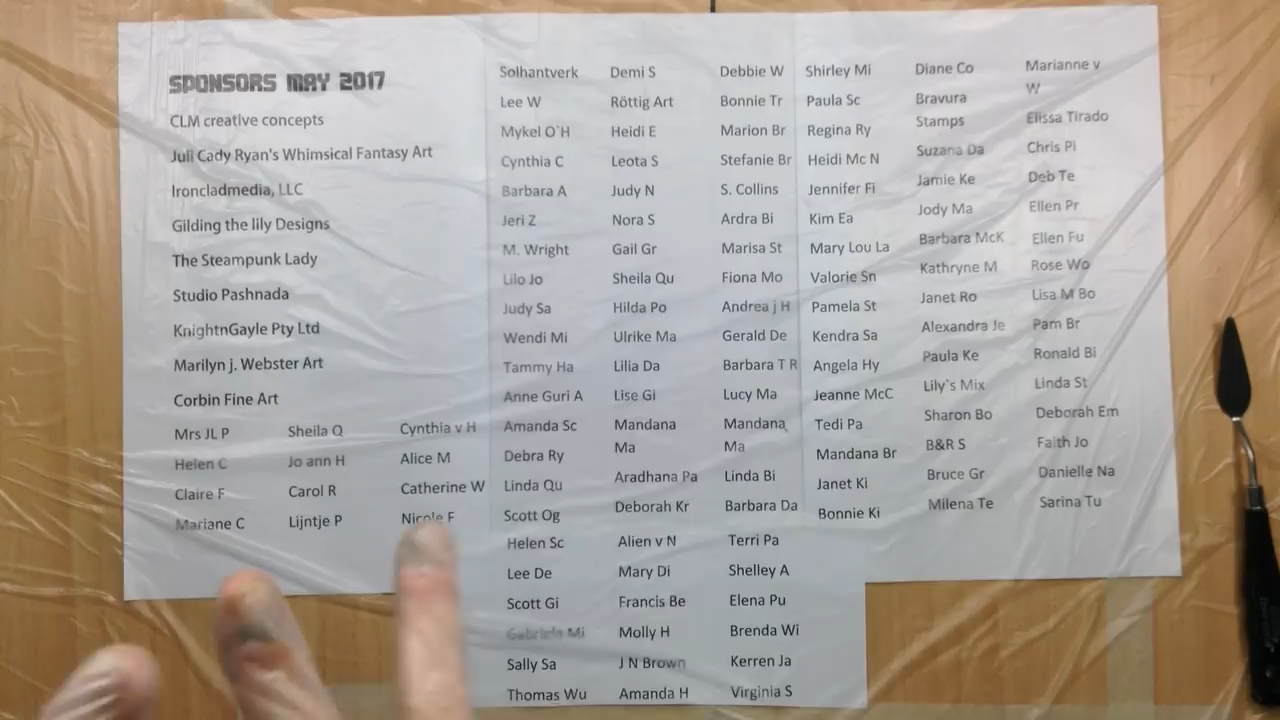 SPONSORS MAY 2017
CLM creative concepts
Juli Cady Ryan's Whimsical Fantasy Art
Ironcladmedia, LLC
Gilding the lily Designs
The Steampunk Lady
Studio Pashnada
KnightnGayle Pty Ltd
Marilyn j. Webster Art
Corbin Fine Art
Mrs JL P
Helen C
Claire F
Mariane C
Sheila Q
Jo ann H
Carol R
Lijntje P
Cynthia v H
Alice M
Catherine W
Nicole F
Solhantverk
Lee W
Mykel O`H
Cynthia C
Barbara A
Jeri Z
M. Wright
Lilo Jo
Judy Sa
Wendi Mi
Tammy Ha
Anne Guri A
Amanda Sc
Debra Ry
Linda Qu
Scott Og
Helen Sc
Lee De
Scott Gi
Gabriela Mi
Sally Sa
Thomas Wu
Demi S
Röttig Art
Heidi E
Leota S
Judy N
Nora S
Gail Gr
Sheila Qu
Hilda Po
Ulrike Ma
Lilia Da
Lise Gi
Mandana
Ma
Aradhana Pa
Deborah Kr
Alien v N
Mary Di
Francis Be
Molly H
J N Brown
Amanda H
Debbie W
Bonnie Tr
Marion Br
Stefanie Br
S. Collins
Ardra Bi
Marisa St
Fiona Mo
Andrea j H
Gerald De
Barbara T R
Lucy Ma
Mandana
Ma
Linda Bi
Barbara Da
Terri Pa
Shelley A
Elena Pu
Brenda Wi
Kerren Ja
Virginia S
Shirley Mi
Paula Sc
Regina Ry
Heidi Mc N
Jennifer Fi
Kim Ea
Mary Lou La
Valorie Sn
Pamela St
Kendra Sa
Angela Hy
Jeanne McC
Tedi Pa
Mandana Br
Janet Ki
Bonnie Ki
Diane Co
Bravura
Stamps
Suzana Da
Jamie Ke
Jody Ma
Barbara McK
Kathryne M
Janet Ro
Alexandra Je
Paula Ke
Lily`s Mix
Sharon Bo
B&R S
Bruce Gr
Milena Te
Marianne v
W
Elissa Tirado
Chris Pi
Deb Te
Ellen Pr
Ellen Fu
Rose Wo
Lisa M Bo
Pam Br
Ronald Bi
Linda St
Deborah Em
Faith Jo
Danielle Na
Sarina Tu